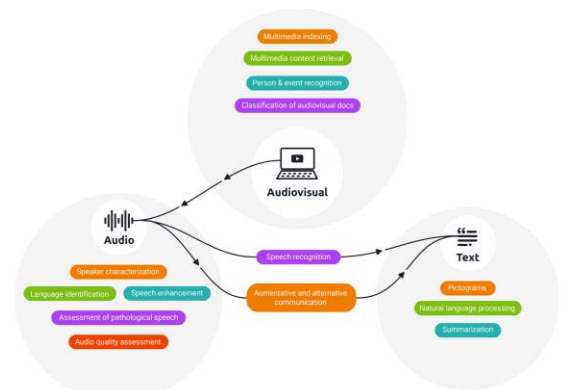 Multimedia indexing
Multimedia content retrieval
Person & event recognition
Classification of audiovisual docs
Audiovisual
Audio
Speaker characterization
Language identification
Speech enhancement
Assessment of pathological speech
Audio quality assessment
Speech recognition
Aumentative and alternative
communication
Text
Pictograms
Natural language processing
Summarization